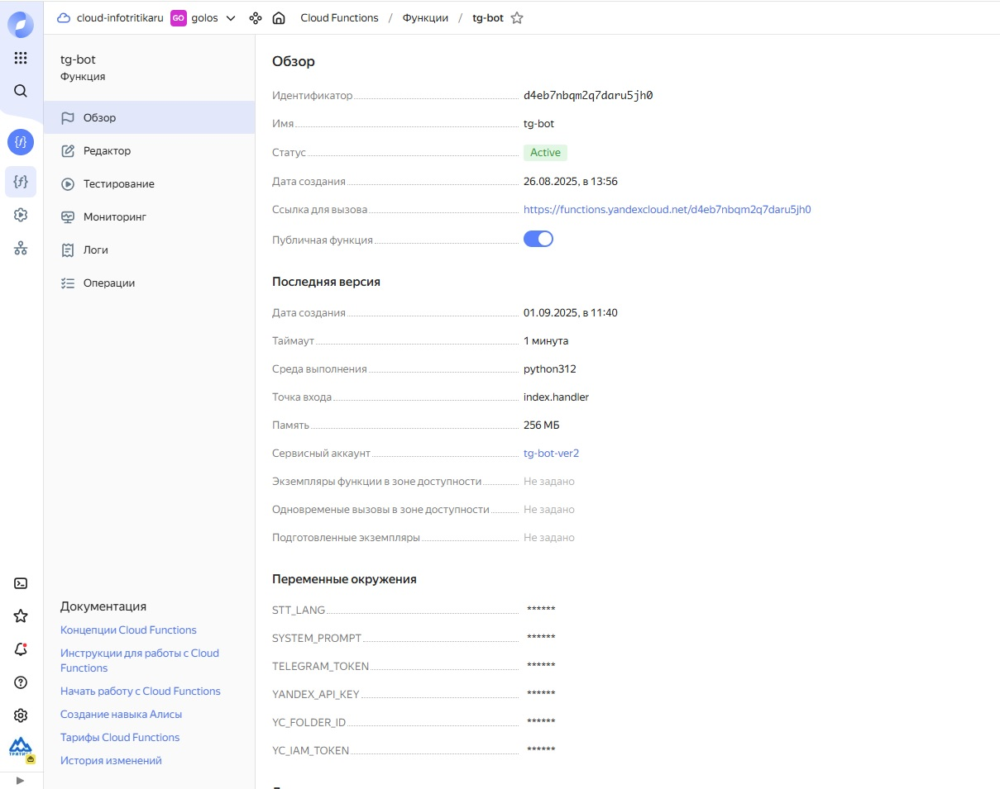 cloud-infotritikaru GO golos Cloud Functions / Функции / tg-bot
tg-bot
Функция
Обзор
Редактор
Тестирование
Мониторинг
Логи
Операции
Документация
Концепции Cloud Functions
Инструкции для работы с Cloud
Functions
Начать работу с Cloud Functions
Создание навыка Алисы
Тарифы Cloud Functions
История изменений
Обзор
Идентификатор d4eb7nbqm2q7daru5jh0
Имя tg-bot
Статус Active
Дата создания 26.08.2025, в 13:56
Ссылка для вызова https://functions.yandexcloud.net/d4eb7nbqm2q7daru5jh0
Публичная функция
Последняя версия
Дата создания 01.09.2025, в 11:40
Таймаут 1 минута
Среда выполнения python312
Точка входа index.handler
Память 256 МБ
Сервисный аккаунт tg-bot-ver2
Экземпляры функции в зоне доступности Не задано
Одновременые вызовы в зоне доступности Не задано
Подготовленные экземпляры Не задано
Переменные окружения
STT_LANG ******
SYSTEM_PROMPT ******
TELEGRAM_TOKEN ******
YANDEX_API_KEY ******
YC_FOLDER_ID ******
YC_IAM_TOKEN ******